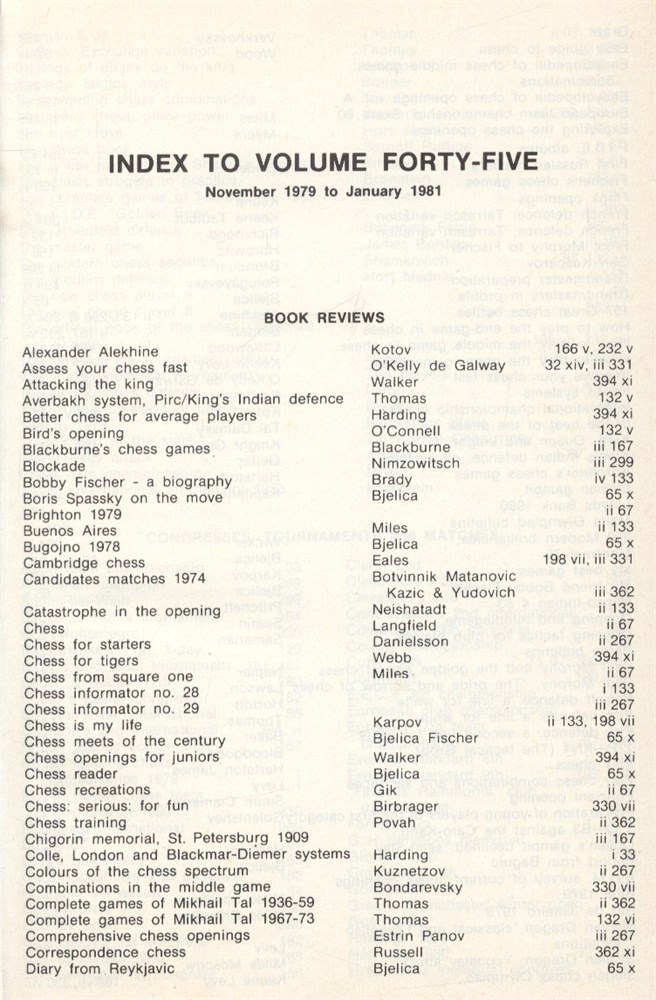 INDEX TO VOLUME FORTY-FIVE
November 1979 to January 1981
BOOK REVIEWS
Alexander Alekhine Kotov 166 v, 232 v
Assess your chess fast O'Kelly de Galway 32 xiv, iii 331
Attacking the king Walker 394 xi
Averbakh system, Pirc/King's Indian defence Thomas 132 v
Better chess for average players Harding 394 xi
Bird's opening O'Connell 132 v
Blackburne's chess games Blackburne iii 167
Blockade Nimzowitsch iii 299
Bobby Fischer - a biography Brady iv 133
Boris Spassky on the move Bjelica 65 x
Brighton 1979 ii 67
Buenos Aires Miles ii 133
Bugojno 1978 Bjelica 65 x
Cambridge chess Eales 198 vii, iii 331
Candidates matches 1974 Botvinnik Matanovic
Kazic & Yudovich iii 362
Catastrophe in the opening Neishatadt ii 133
Chess Langfield ii 67
Chess for starters Danielsson ii 267
Chess for tigers Webb 394 xi
Chess from square one Miles ii 67
Chess informator no. 28 i 133
Chess informator no. 29 iii 267
Chess is my life Karpov ii 133, 198 vii
Chess meets of the century Bjelica Fischer 65 x
Chess openings for juniors Walker 394 xi
Chess reader Bjelica 65 x
Chess recreations Gik ii 67
Chess: serious: for fun Birbrager 330 vii
Chess training Povah ii 362
Chigorin memorial, St. Petersburg 1909 iii 167
Colle, London and Blackmar-Diemer systems Harding i 33
Colours of the chess spectrum Kuznetzov ii 267
Combinations in the middle game Bondarevsky 330 vii
Complete games of Mikhail Tal 1936-59 Thomas ii 362
Complete games of Mikhail Tal 1967-73 Thomas 132 vi
Comprehensive chess openings Estrin Panov iii 267
Correspondence chess Russell 362 xi
Diary from Reykjavic Bjelica 65 x